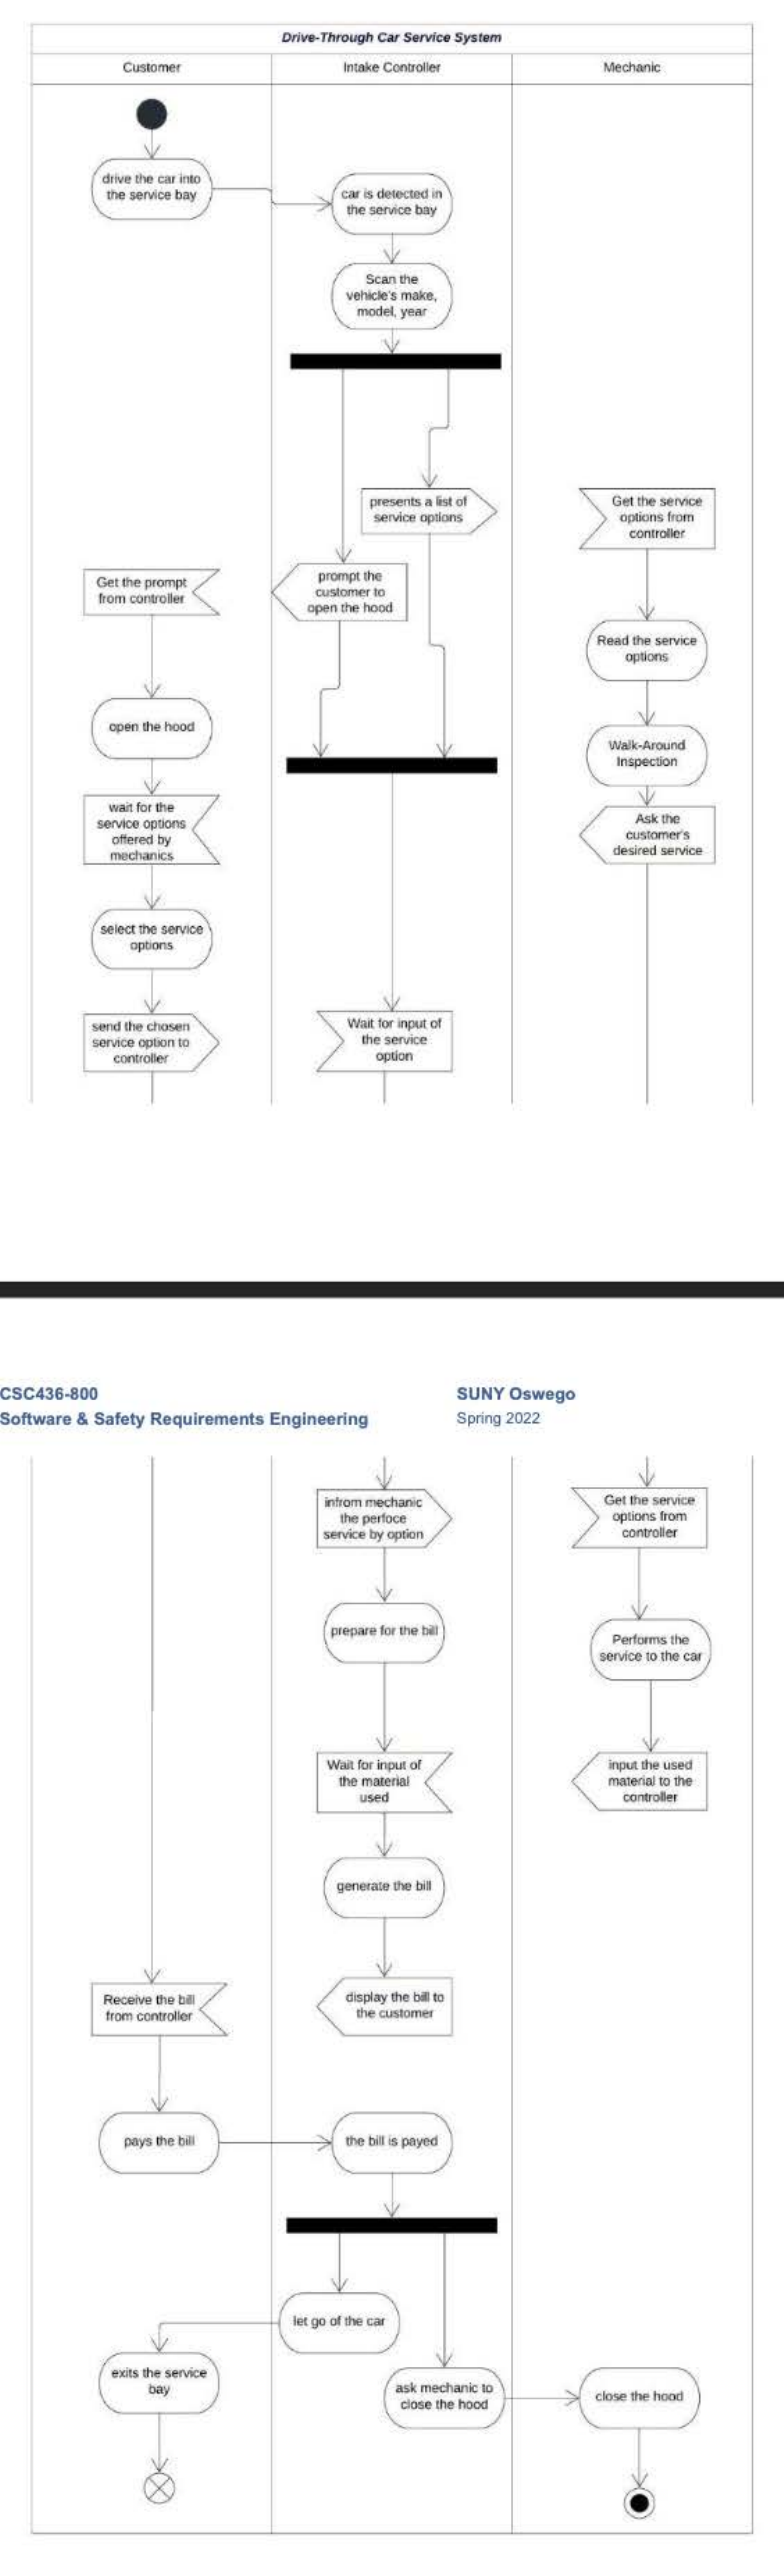 Drive-Through Car Service System
Customer
Intake Controller
Mechanic
drive the car into
the service bay
car is detected in
the service bay
Scan the
vehicle's make,
model, year
presents a list of
service options
Get the service
options from
controller
prompt the
customer to
open the hood
Get the prompt
from controller
Read the service
options
open the hood
Walk-Around
Inspection
wait for the
service options
offered by
mechanics
Ask the
customer's
desired service
select the service
options
send the chosen
service option to
controller
Wait for input of
the service
option
CSC436-800
SUNY Oswego
Software & Safety Requirements Engineering
Spring 2022
infrom mechanic
the perfoce
service by option
Get the service
options from
controller
prepare for the bill
Performs the
service to the car
Wait for input of
the material
used
input the used
material to the
controller
generate the bill
Receive the bill
from controller
display the bill to
the customer
pays the bill
the bill is payed
let go of the car
exits the service
bay
ask mechanic to
close the hood
close the hood